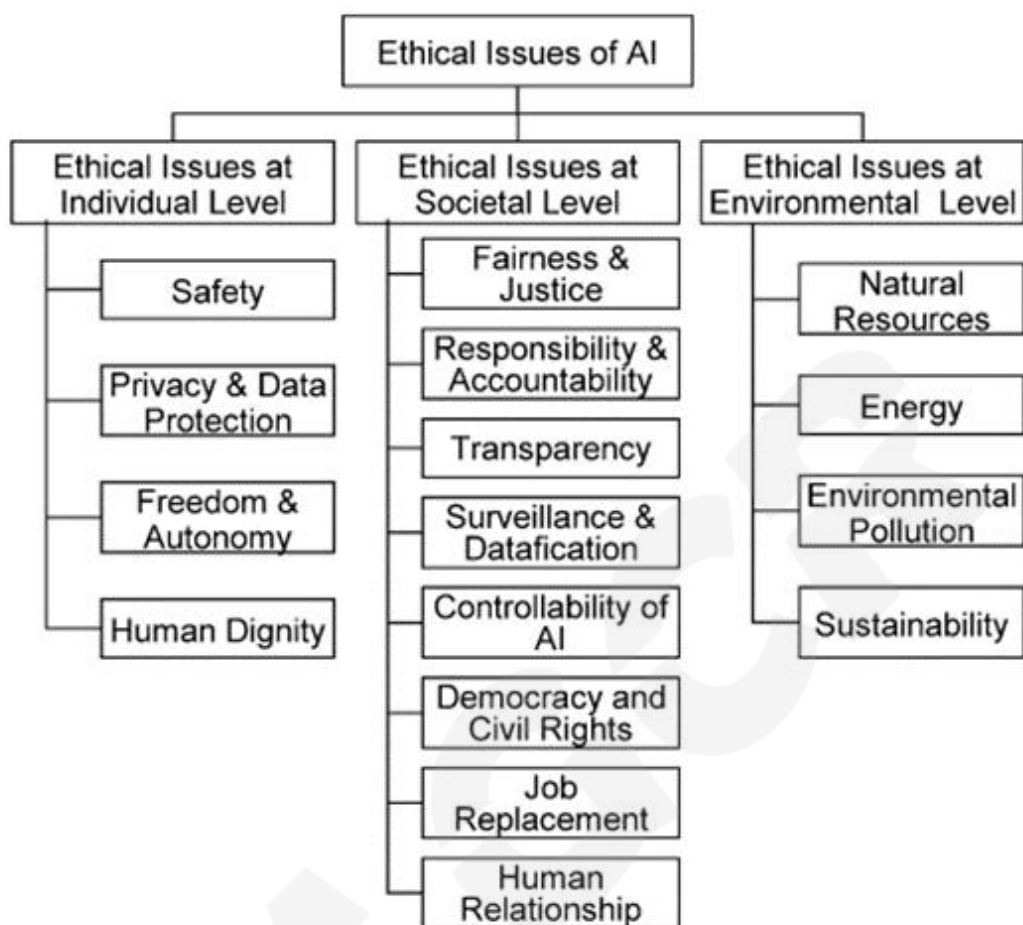 Ethical Issues of AI
Ethical Issues at
Individual Level
Safety
Privacy & Data
Protection
Freedom &
Autonomy
Human Dignity
Ethical Issues at
Societal Level
Fairness &
Justice
Responsibility &
Accountability
Transparency
Surveillance &
Datafication
Controllability of
AI
Democracy and
Civil Rights
Job
Replacement
Human
Relationship
Ethical Issues at
Environmental Level
Natural
Resources
Energy
Environmental
Pollution
Sustainability